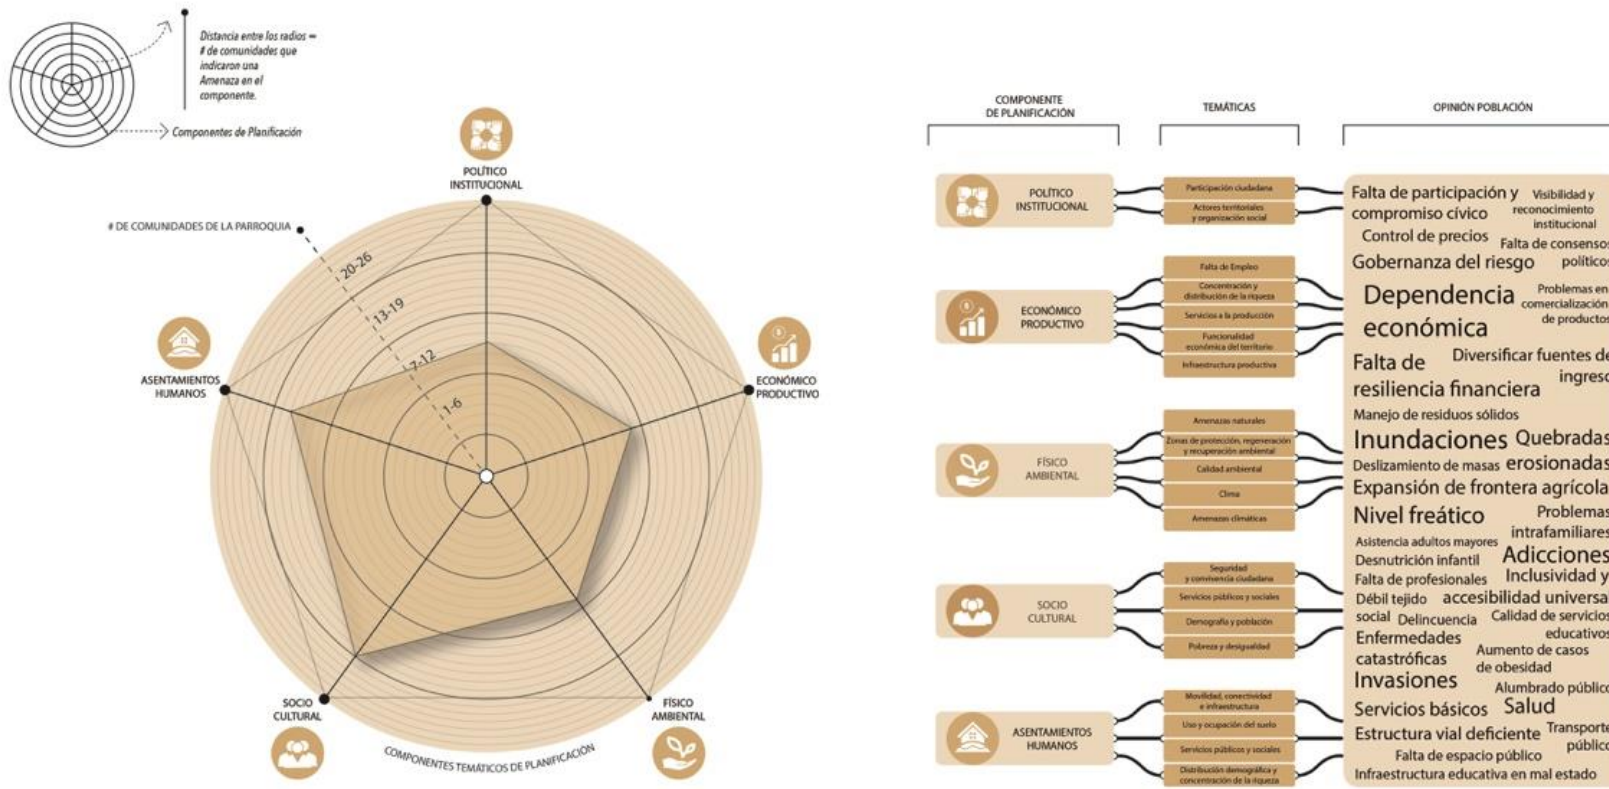 Distancia entre los radios =
# de comunidades que
indicaron una
Amenaza en el
componente.
Componentes de Planificación
POLÍTICO
INSTITUCIONAL
# DE COMUNIDADES DE LA PARROQUIA
20-26
13-19
7-12
1-6
ASENTAMIENTOS
HUMANOS
ECONÓMICO
PRODUCTIVO
SOCIO
CULTURAL
FÍSICO
AMBIENTAL
COMPONENTES TEMÁTICOS DE PLANIFICACIÓN
COMPONENTE
DE PLANIFICACIÓN
TEMÁTICAS
OPINIÓN POBLACIÓN
POLÍTICO
INSTITUCIONAL
Participación ciudadana
Actores territoriales
y organización social
ECONÓMICO
PRODUCTIVO
Falta de Empleo
Concentración y
distribución de la riqueza
Servicios a la producción
Funcionalidad
económica del territorio
Infraestructura productiva
FÍSICO
AMBIENTAL
Amenazas naturales
Zonas de protección, regeneración
y recuperación ambiental
Calidad ambiental
Clima
Amenazas climáticas
SOCIO
CULTURAL
Seguridad
y convivencia ciudadana
Servicios públicos y sociales
Demografía y población
Pobreza y desigualdad
ASENTAMIENTOS
HUMANOS
Movilidad, conectividad
e infraestructura
Uso y ocupación del suelo
Servicios públicos y sociales
Distribución demográfica y
concentración de la riqueza
Falta de participación y
compromiso cívico
Visibilidad y
reconocimiento
institucional
Control de precios
Falta de consensos
políticos
Gobernanza del riesgo
Dependencia
económica
Problemas en
comercialización
de productos
Falta de
resiliencia financiera
Diversificar fuentes de
ingreso
Manejo de residuos sólidos
Inundaciones
Quebradas
erosionadas
Deslizamiento de masas
Expansión de frontera agrícola
Nivel freático
Problemas
intrafamiliares
Asistencia adultos mayores
Desnutrición infantil
Adicciones
Falta de profesionales
Inclusividad y
accesibilidad universa
Débil tejido
social
Delincuencia
Calidad de servicios
educativos
Enfermedades
catastróficas
Aumento de casos
de obesidad
Invasiones
Alumbrado público
Servicios básicos
Salud
Estructura vial deficiente
Transporte
público
Falta de espacio público
Infraestructura educativa en mal estado